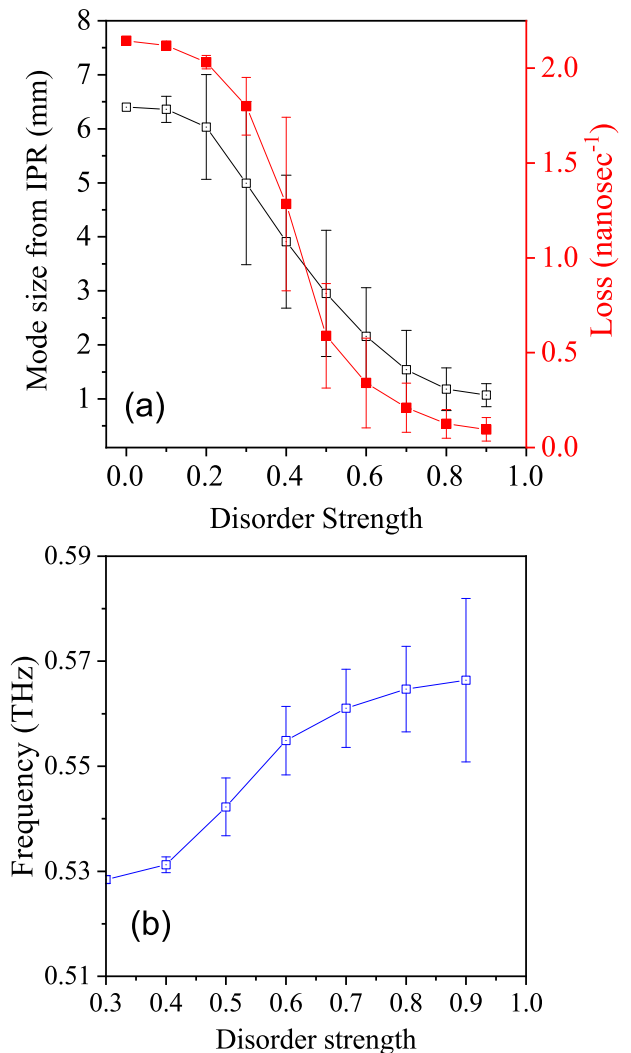 8
7
6
5
4
3
2
1
Mode size from IPR (mm)
2.0
1.5
1.0
0.5
0.0
Loss (nanosec⁻¹)
(a)
0.0 0.2 0.4 0.6 0.8 1.0
Disorder Strength
0.59
0.57
0.55
0.53
0.51
Frequency (THz)
(b)
0.3 0.4 0.5 0.6 0.7 0.8 0.9 1.0
Disorder strength